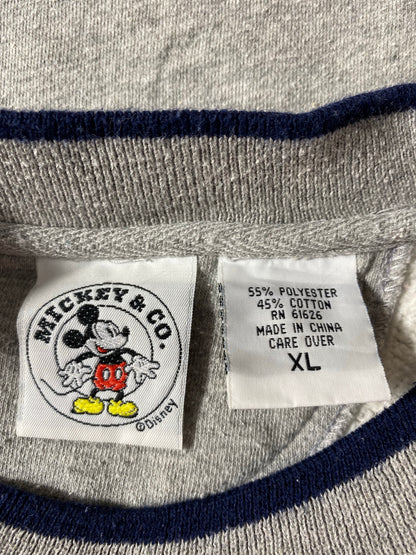 MICKEY & CO.
©Disney
55% POLYESTER
45% COTTON
RN 61626
MADE IN CHINA
CARE OVER
XL